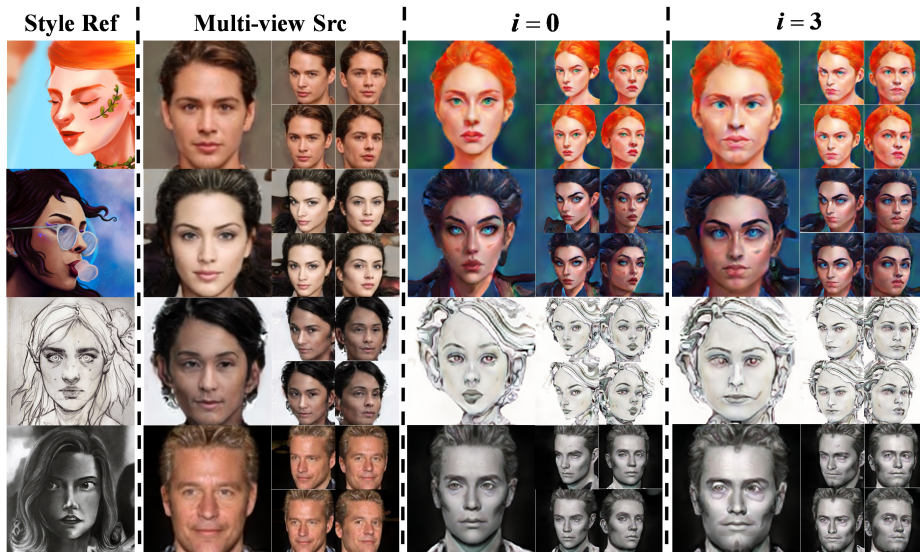 Style Ref Multi-view Src i = 0 i = 3